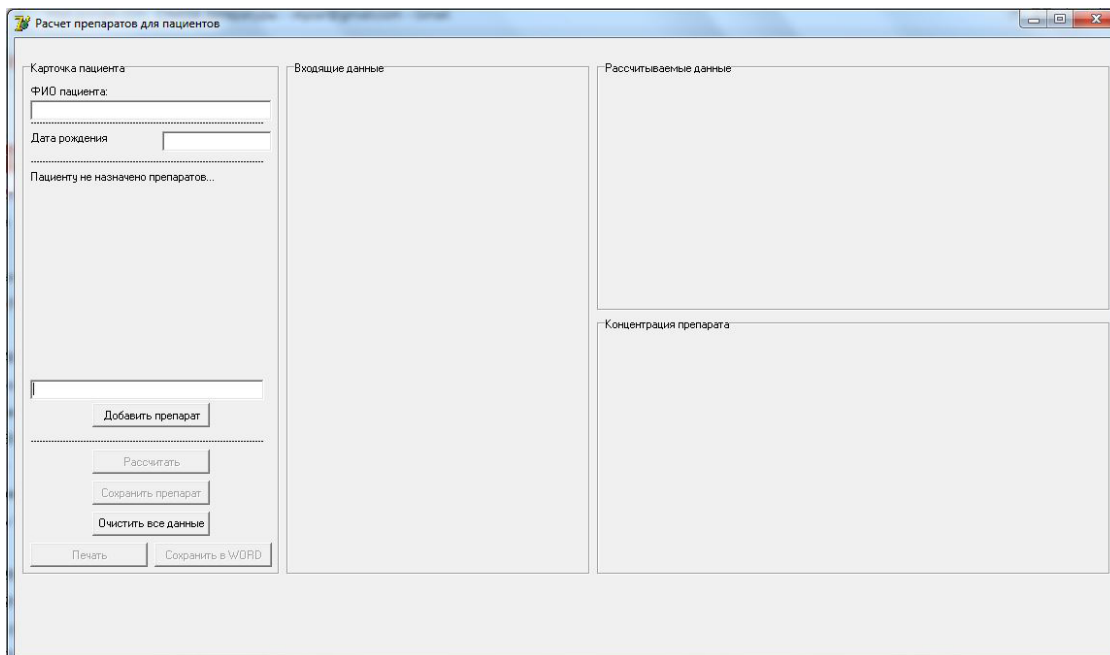 Расчет препаратов для пациентов
Карточка пациента
ФИО пациента:
Дата рождения
Пациенту не назначено препаратов...
Добавить препарат
Рассчитать
Сохранить препарат
Очистить все данные
Печать
Сохранить в WORD
Входящие данные
Рассчитываемые данные
Концентрация препарата